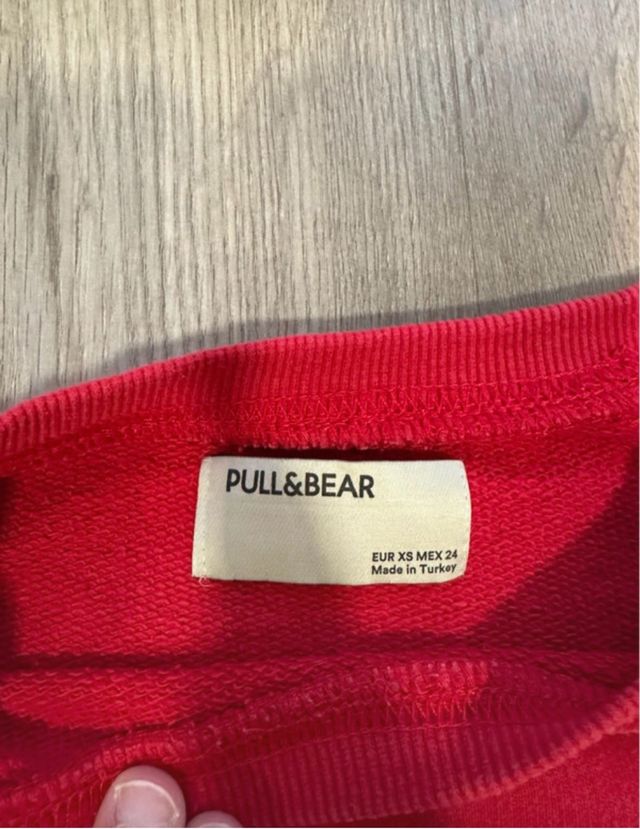 PULL&BEAR
EUR XS MEX 24
Made in Turkey